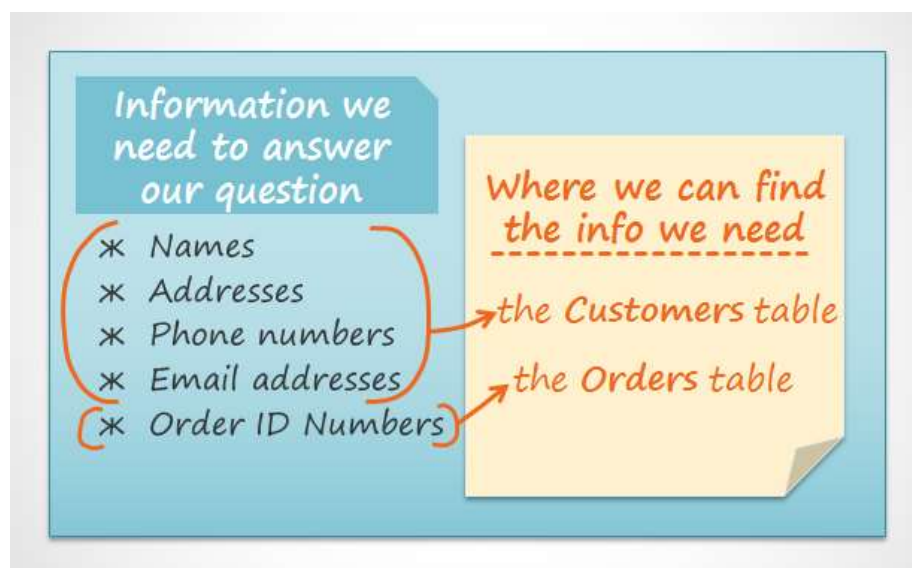 Information we
need to answer
our question
Names
Addresses
Phone numbers
Email addresses
Order ID Numbers
Where we can find
the info we need
the Customers table
the Orders table